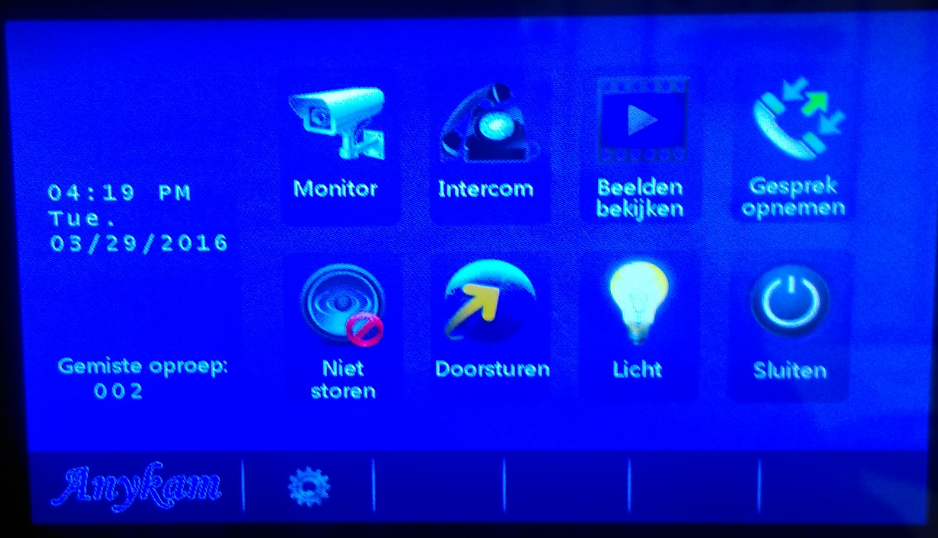 Monitor
Intercom
Beelden
bekijken
Gesprek
opnemen
04:19 PM
Tue.
03/29/2016
Niet
storen
Doorsturen
Licht
Sluiten
Gemiste oproep:
002
Anykam